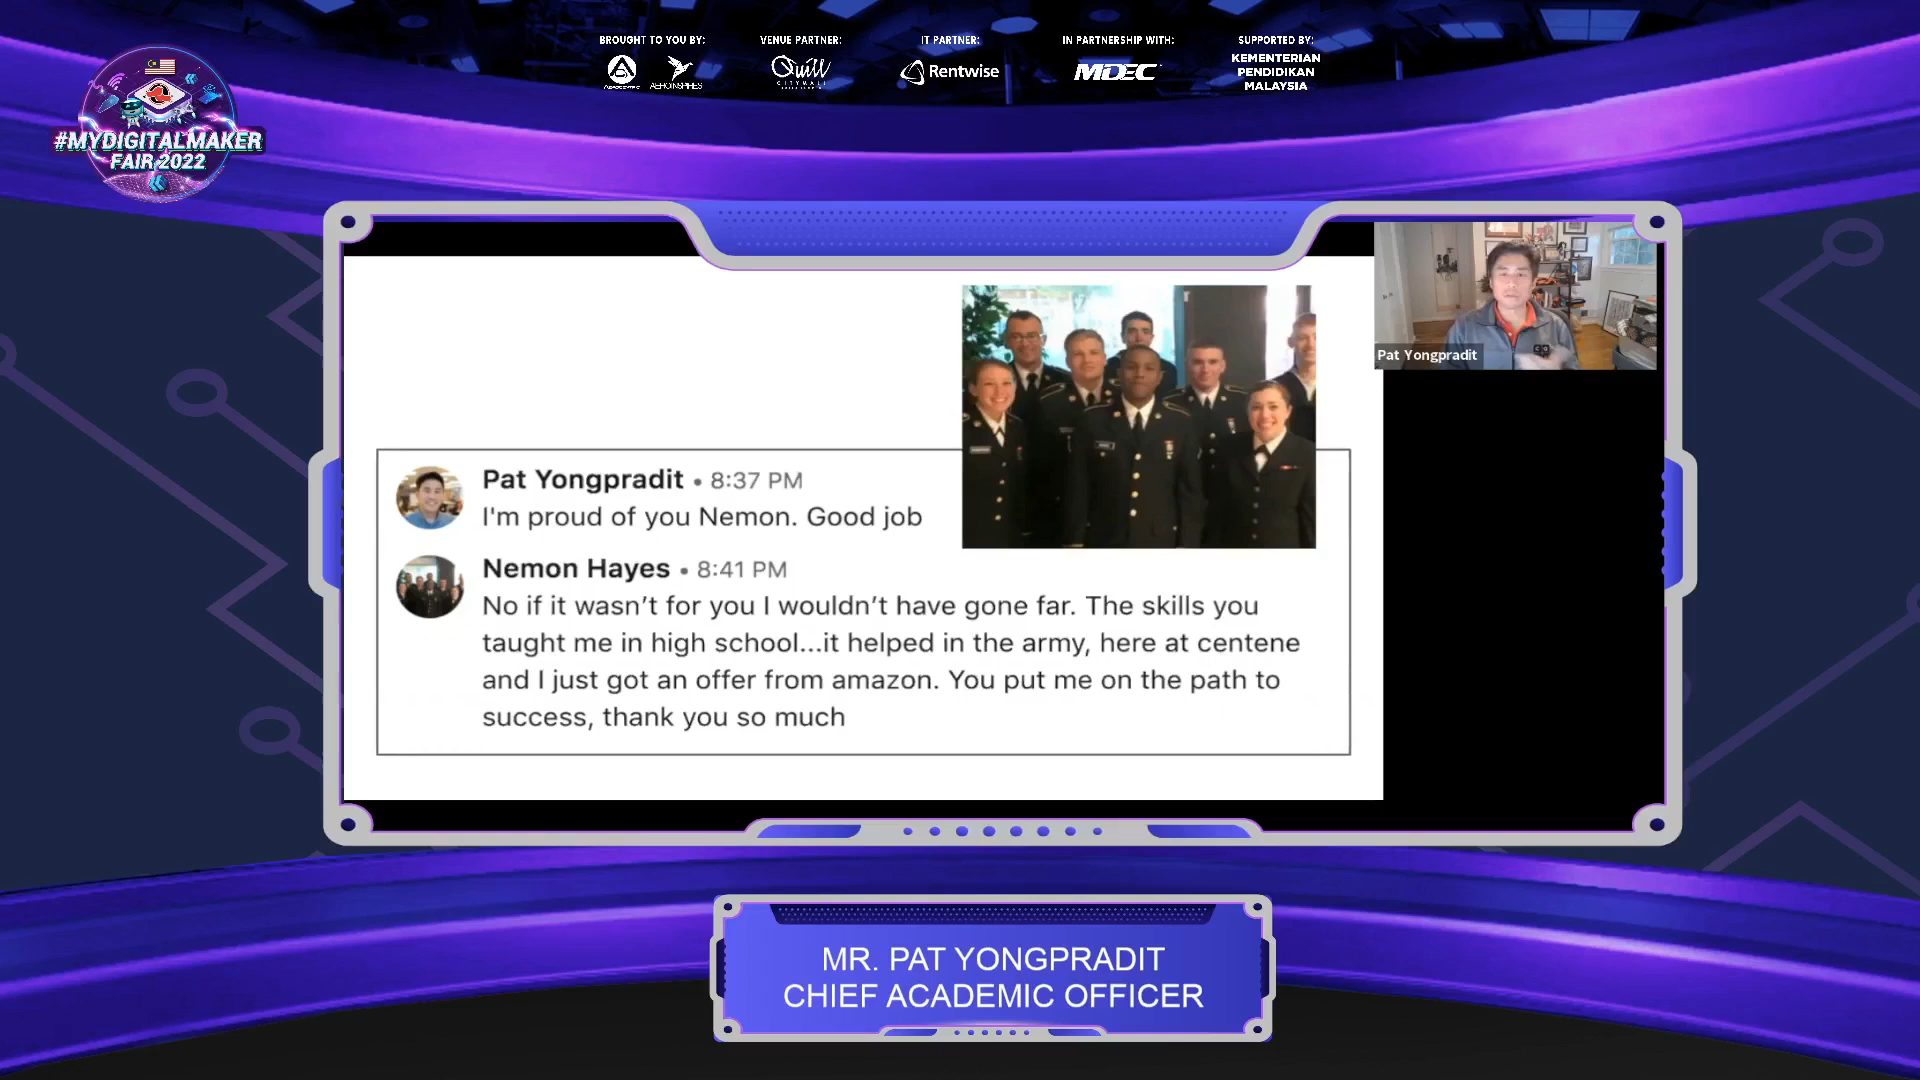 BROUGHT TO YOU BY:
VENUE PARTNER:
IT PARTNER:
IN PARTNERSHIP WITH:
SUPPORTED BY:
AEROINSPIRES
Quill
CITY MALL
Rentwise
MDEC
KEMENTERIAN
PENDIDIKAN
MALAYSIA
#MYDIGITALMAKER
FAIR 2022
Pat Yongpradit
Pat Yongpradit • 8:37 PM
I'm proud of you Nemon. Good job
Nemon Hayes • 8:41 PM
No if it wasn’t for you I wouldn’t have gone far. The skills you
taught me in high school...it helped in the army, here at centene
and I just got an offer from amazon. You put me on the path to
success, thank you so much
MR. PAT YONGPRADIT
CHIEF ACADEMIC OFFICER